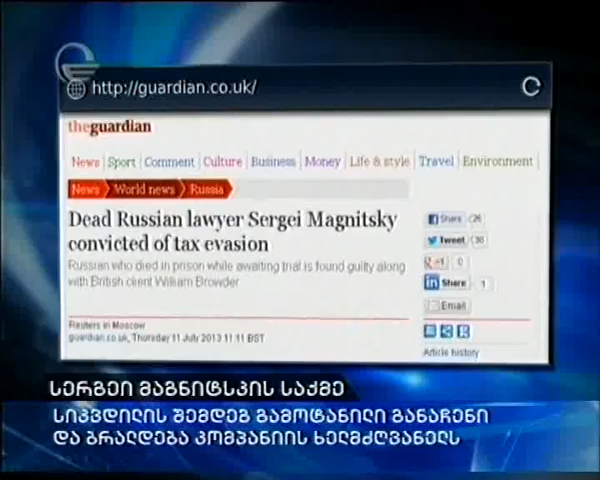 http://guardian.co.uk/
theguardian
News Sport Comment Culture Business Money Life & style Travel Environment
News World news Russia
Dead Russian lawyer Sergei Magnitsky
convicted of tax evasion
Russian who died in prison while awaiting trial is found guilty along
with British client William Browder
Share 26
Tweet 36
+1 0
in Share 1
Email
Reuters in Moscow
guardian.co.uk, Thursday 11 July 2013 11.11 BST
Article history
სერგეი მაგნიტსკის საქმე
სიკვდილის შემდეგ გამოტანილი განაჩენი
და ბრალდება კომპანიის ხელმძღვანელს